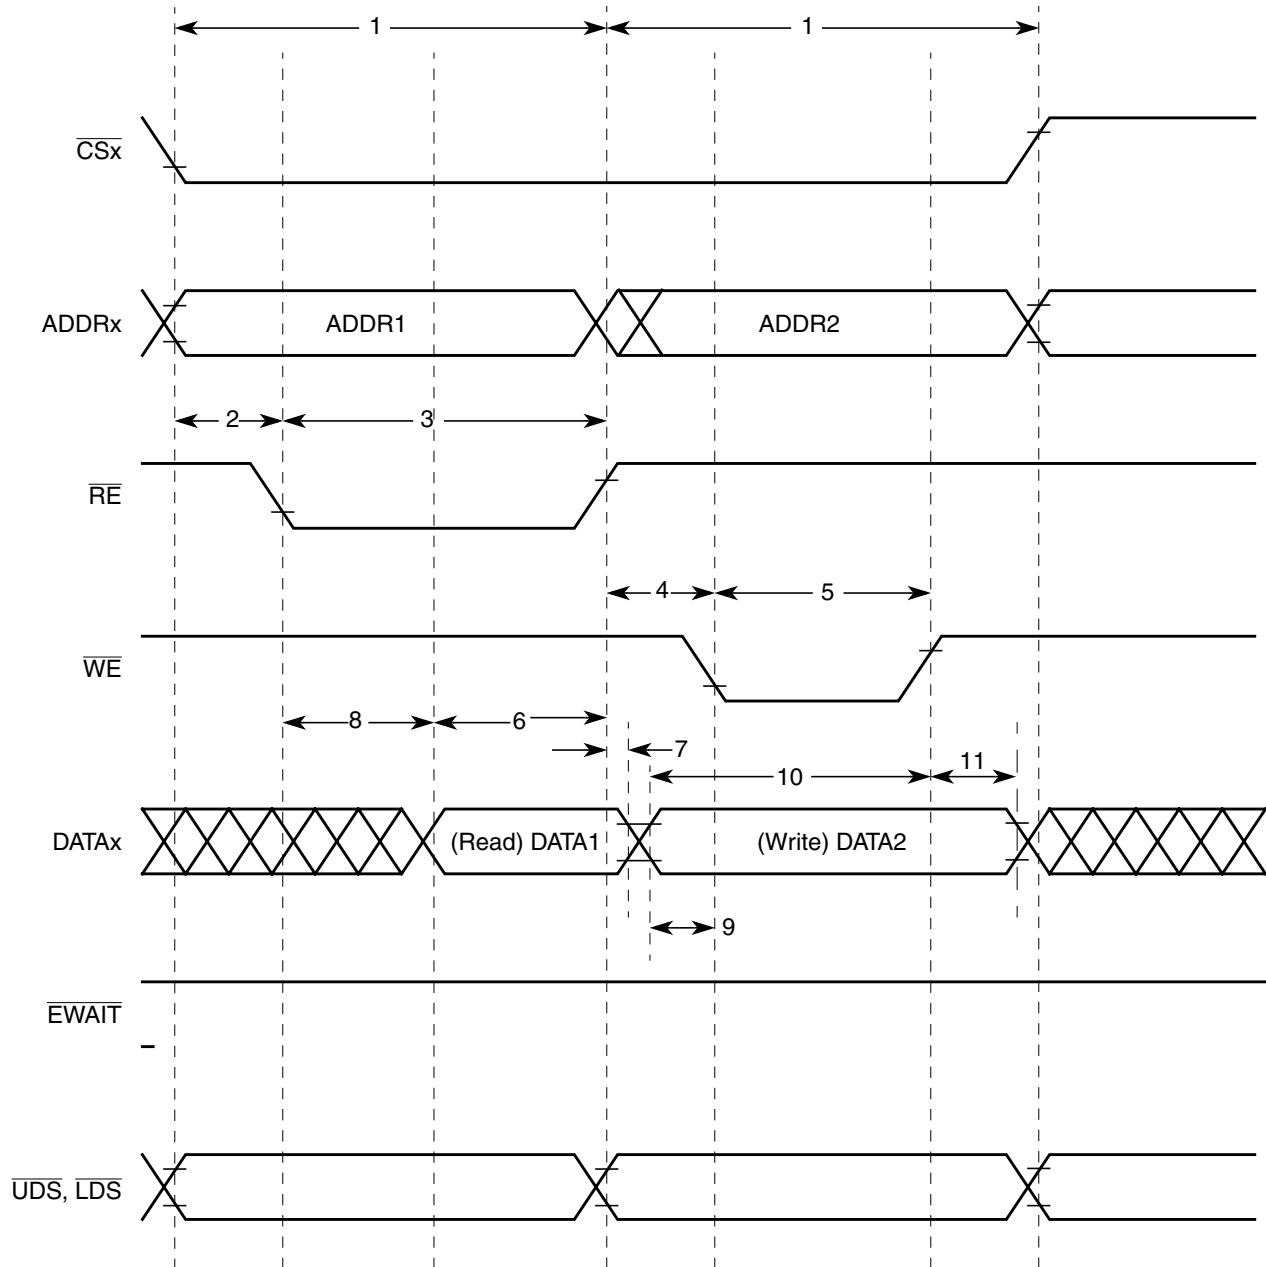 1 1
CSx
ADDRx ADDR1 ADDR2
2 3
RE
4 5
WE
8 6
7
10 11
DATAx (Read) DATA1 (Write) DATA2
9
EWAIT
UDS, LDS